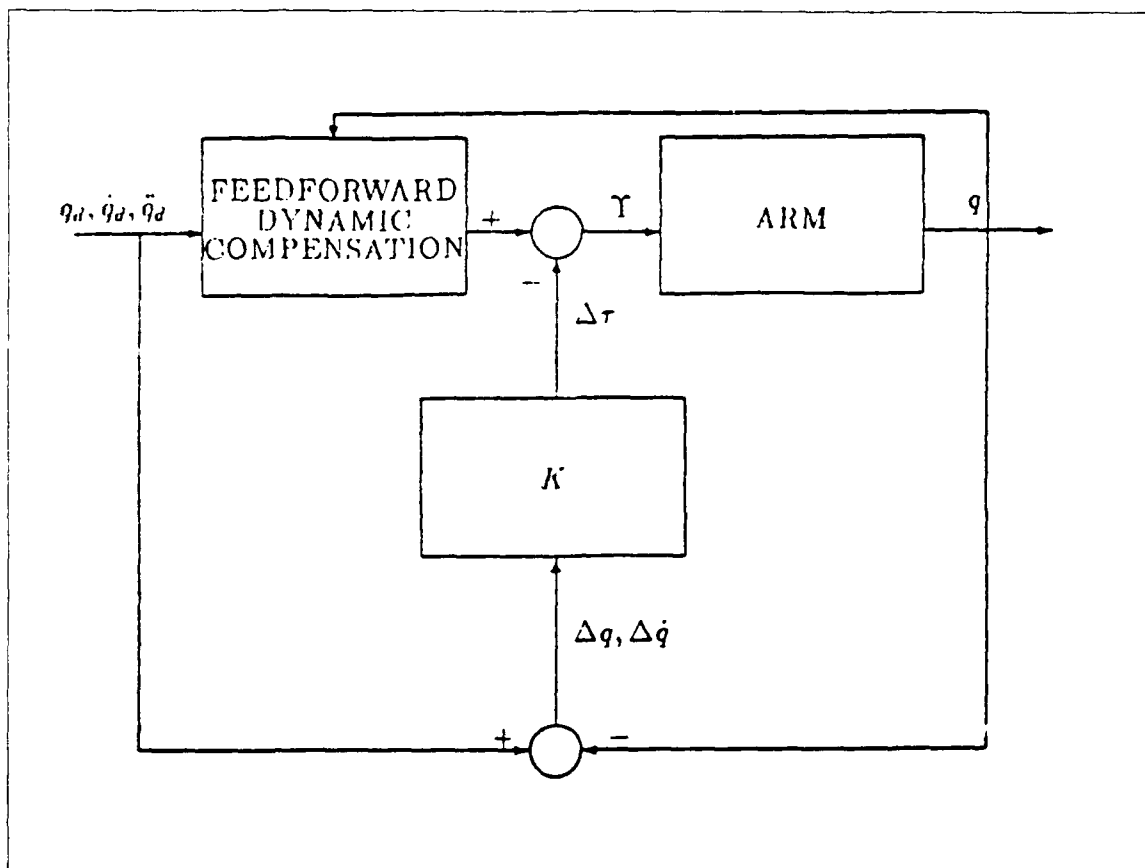 q_d, q̇_d, q̈_d
FEEDFORWARD
DYNAMIC
COMPENSATION
+
−
ϒ
ARM
q
Δτ
K
Δq, Δq̇
+
−